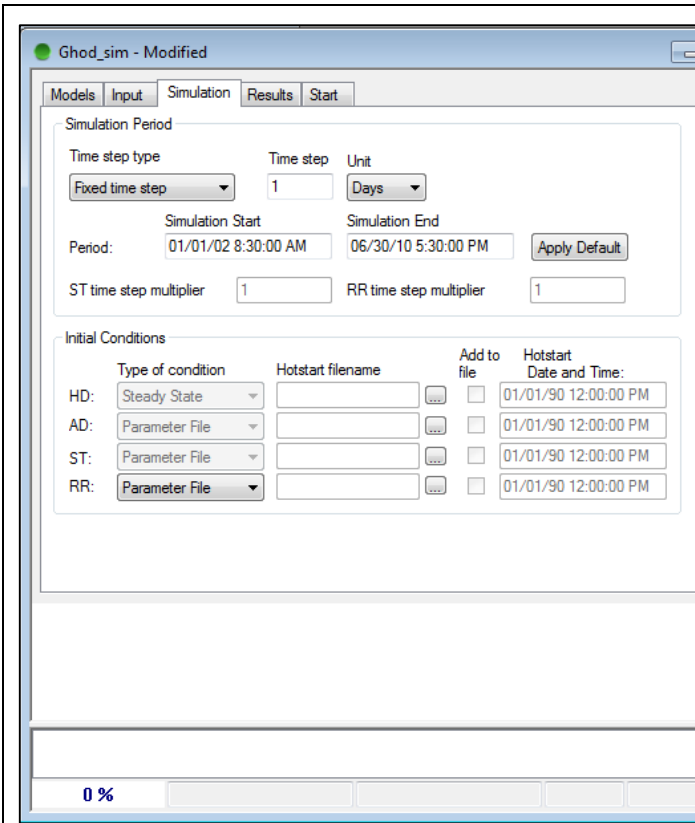 Ghod_sim - Modified
Models Input Simulation Results Start
Simulation Period
Time step type Time step Unit
Fixed time step 1 Days
Simulation Start Simulation End
Period: 01/01/02 8:30:00 AM 06/30/10 5:30:00 PM Apply Default
ST time step multiplier 1 RR time step multiplier 1
Initial Conditions
Type of condition Hotstart filename Add to file Hotstart Date and Time:
HD: Steady State ... 01/01/90 12:00:00 PM
AD: Parameter File ... 01/01/90 12:00:00 PM
ST: Parameter File ... 01/01/90 12:00:00 PM
RR: Parameter File ... 01/01/90 12:00:00 PM
0 %